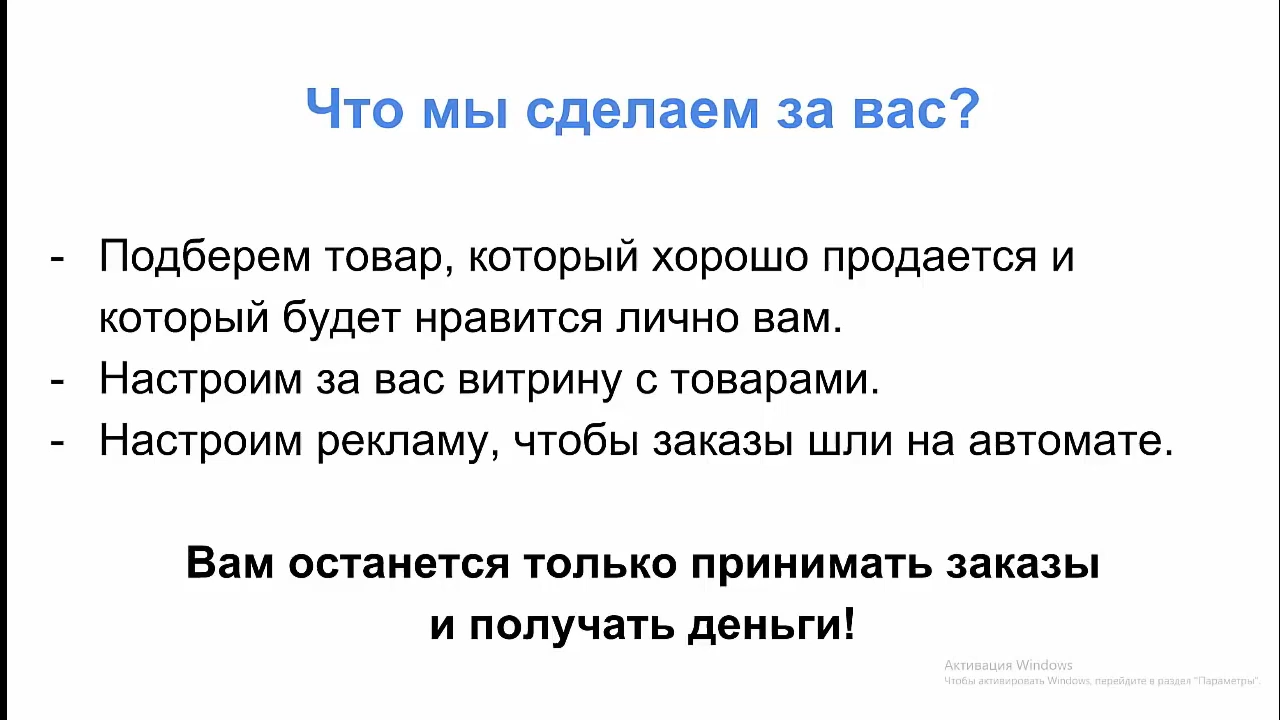 Что мы сделаем за вас?
- Подберем товар, который хорошо продается и
который будет нравится лично вам.
- Настроим за вас витрину с товарами.
- Настроим рекламу, чтобы заказы шли на автомате.
Вам останется только принимать заказы
и получать деньги!
Активация Windows
Чтобы активировать Windows, перейдите в раздел "Параметры".